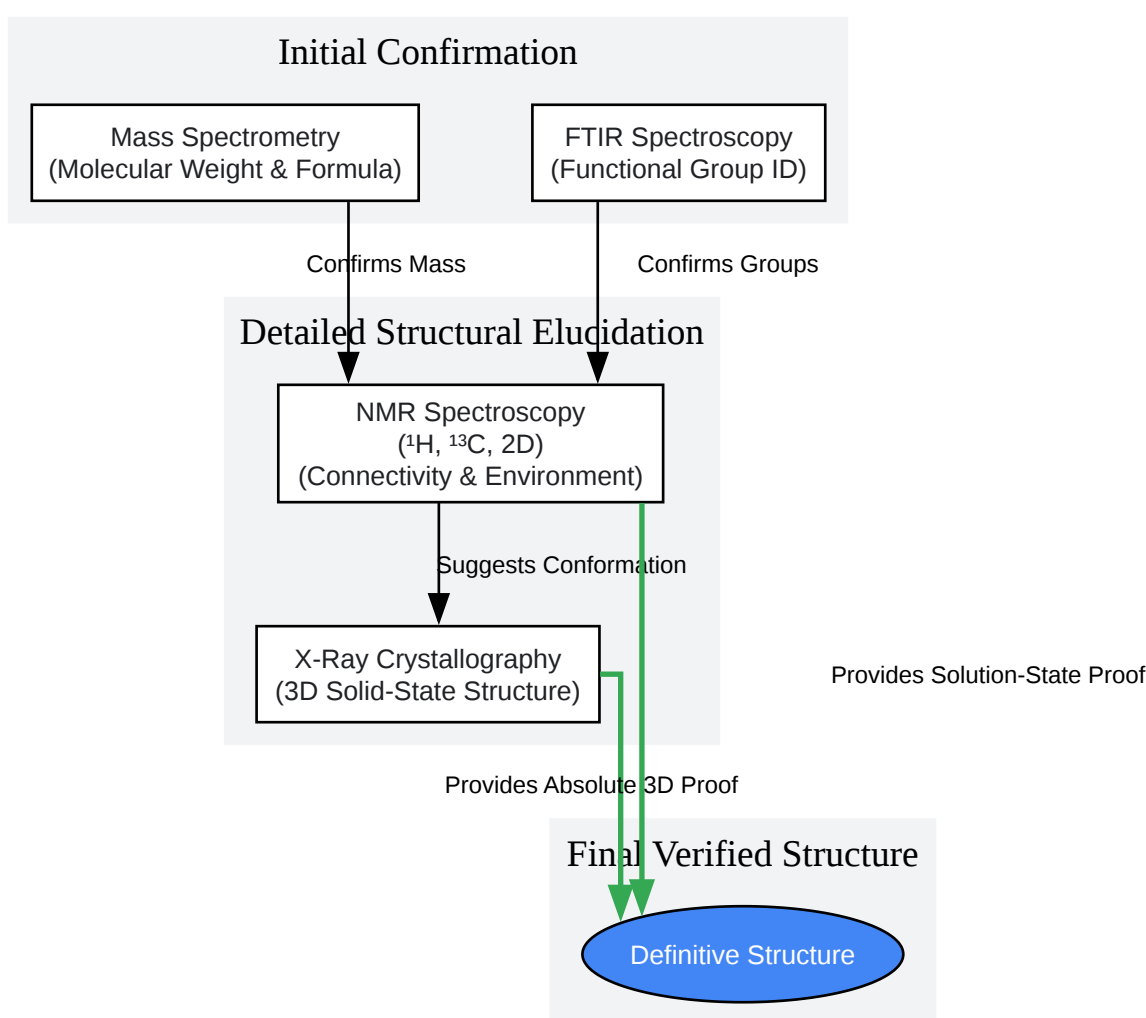 Initial Confirmation
Mass Spectrometry
(Molecular Weight & Formula)
FTIR Spectroscopy
(Functional Group ID)
Confirms Mass
Confirms Groups
Detailed Structural Elucidation
NMR Spectroscopy
(¹H, ¹³C, 2D)
(Connectivity & Environment)
Suggests Conformation
X-Ray Crystallography
(3D Solid-State Structure)
Provides Solution-State Proof
Provides Absolute 3D Proof
Final Verified Structure
Definitive Structure